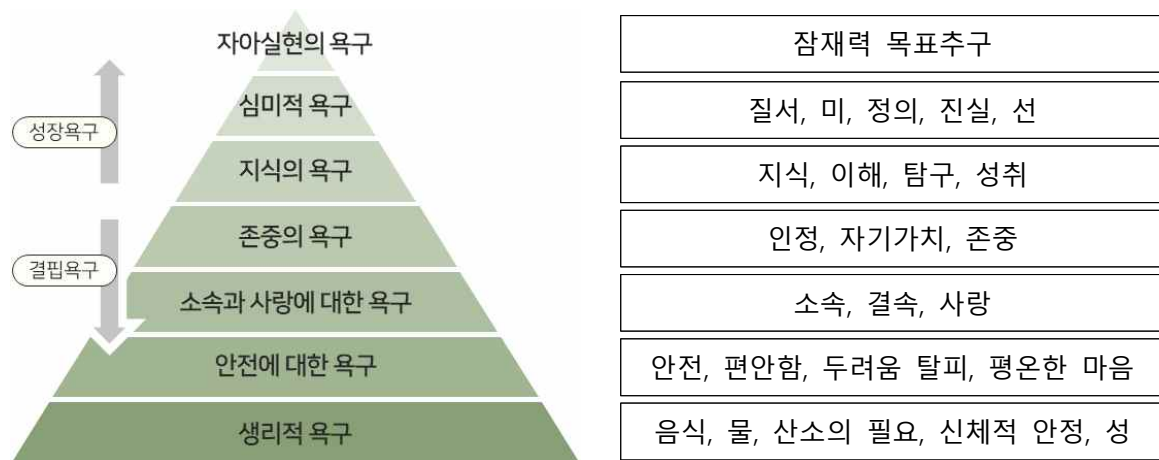 자아실현의 욕구
잠재력 목표추구
심미적 욕구
질서, 미, 정의, 진실, 선
성장욕구
지식의 욕구
지식, 이해, 탐구, 성취
존중의 욕구
인정, 자기가치, 존중
결핍욕구
소속과 사랑에 대한 욕구
소속, 결속, 사랑
안전에 대한 욕구
안전, 편안함, 두려움 탈피, 평온한 마음
생리적 욕구
음식, 물, 산소의 필요, 신체적 안정, 성